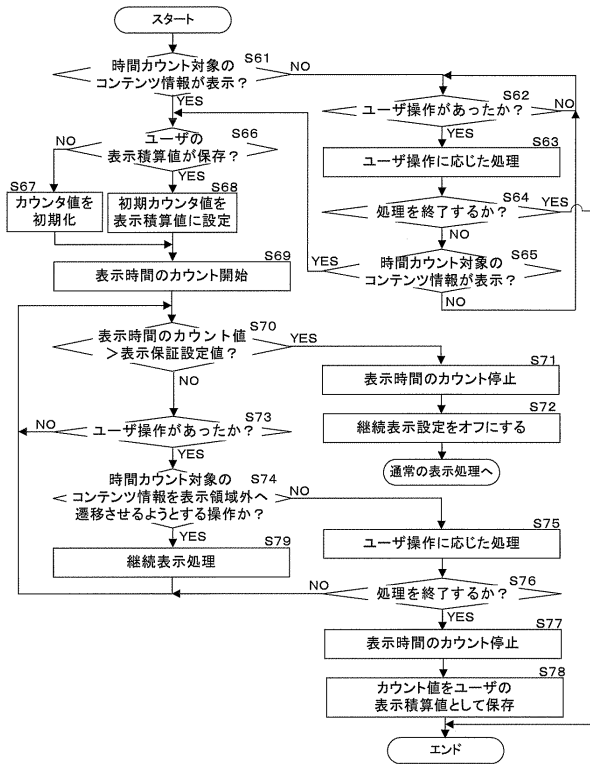 スタート
S61
時間カウント対象の
コンテンツ情報が表示？
NO
YES
S62
ユーザ操作があったか？
NO
YES
S63
ユーザ操作に応じた処理
S64
処理を終了するか？
YES
NO
S65
時間カウント対象の
コンテンツ情報が表示？
YES
NO
S66
ユーザの
表示積算値が保存？
NO
YES
S67
カウンタ値を
初期化
S68
初期カウンタ値を
表示積算値に設定
S69
表示時間のカウント開始
S70
表示時間のカウント値
＞表示保証設定値？
YES
NO
S71
表示時間のカウント停止
S72
継続表示設定をオフにする
通常の表示処理へ
S73
ユーザ操作があったか？
NO
YES
S74
時間カウント対象の
コンテンツ情報を表示領域外へ
遷移させるようとする操作か？
NO
YES
S75
ユーザ操作に応じた処理
S76
処理を終了するか？
NO
YES
S79
継続表示処理
S77
表示時間のカウント停止
S78
カウント値をユーザの
表示積算値として保存
エンド